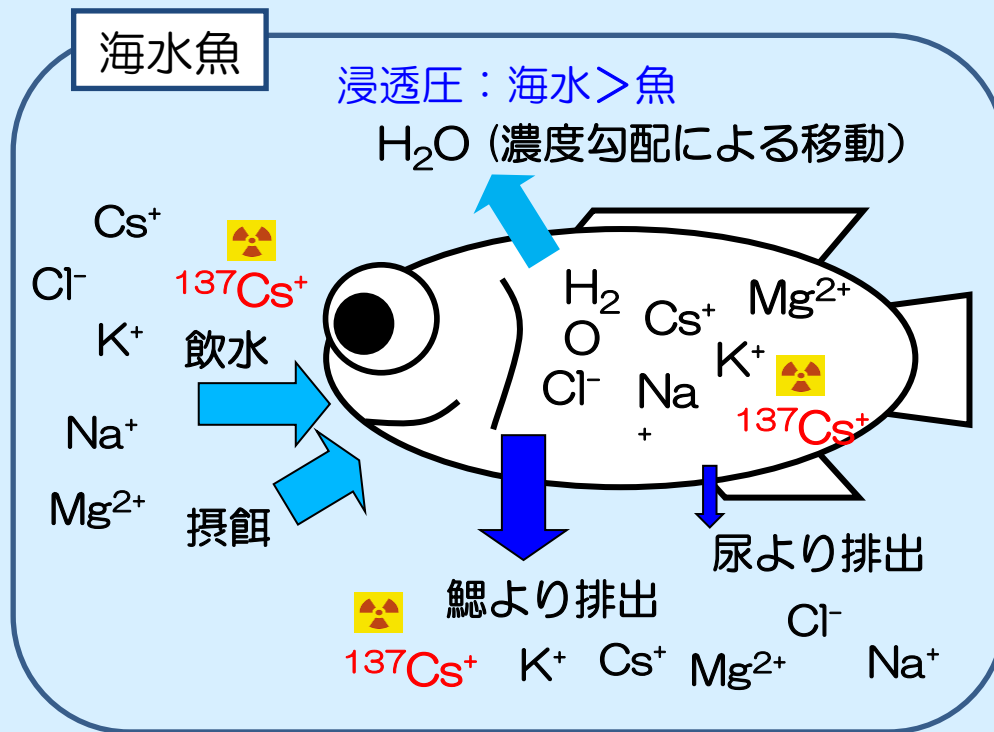 海水魚
浸透圧：海水＞魚
H₂O (濃度勾配による移動）
Cs⁺
Cl⁻
¹³⁷Cs⁺
K⁺
飲水
Na⁺
Mg²⁺
摂餌
H₂
O
Cs⁺
Mg²⁺
K⁺
Cl⁻
Na
⁺
¹³⁷Cs⁺
尿より排出
鰓より排出
Cl⁻
¹³⁷Cs⁺
K⁺
Cs⁺
Mg²⁺
Na⁺